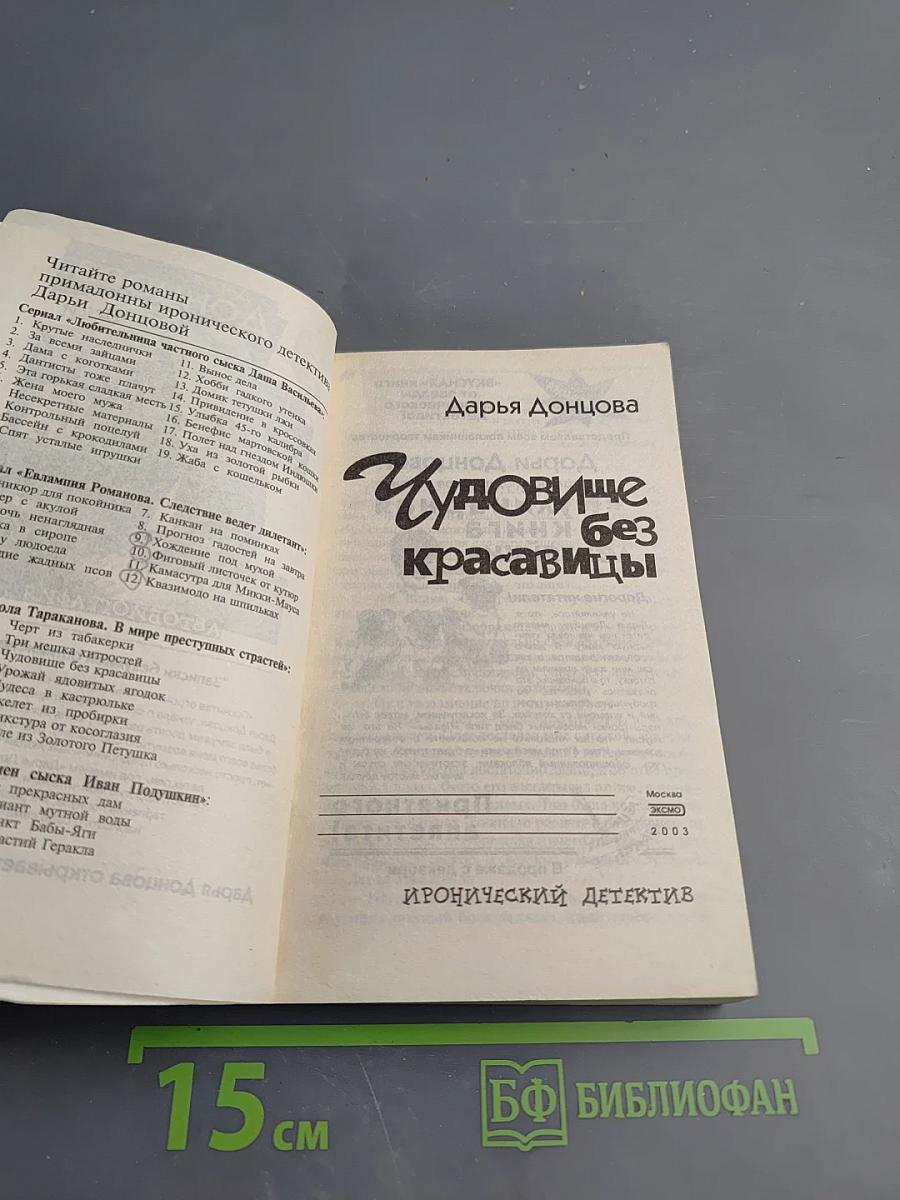 Читайте романы
примадонны иронического детектива
Дарьи Донцовой
Сериал «Любительница частного сыска Даша Васильева»
1. Крутые наследнички
2. За всеми зайцами
3. Дама с коготками
4. Дантисты тоже плачут
5. Эта горькая сладкая месть
Жена моего мужа
Несекретные материалы
Контрольный поцелуй
Бассейн с крокодилами
Спят усталые игрушки
11. Вынос дела
12. Хобби гадкого утенка
13. Домик тетушки лжи
14. Привидение в кроссовках
15. Улыбка 45-го калибра
16. Бенефис мартовской кошки
17. Полет над гнездом Индюшки
18. Уха из золотой рыбки
19. Жаба с кошельком
«Евлампия Романова. Следствие ведет дилетант»:
для покойника
с акулой
ненаглядная
в сиропе
людоеда
жадных псов
7. Канкан на поминках
8. Прогноз гадостей на завтра
9. Хождение под мухой
10. Фиговый листочек от кутюр
11. Камасутра для Микки-Мауса
12. Квазимодо на шпильках
Тараканова. В мире преступных страстей»:
Черт из табакерки
Три мешка хитростей
Чудовище без красавицы
Урожай ядовитых ягодок
в кастрюльке
из пробирки
от косоглазия
из Золотого Петушка
сыска Иван Подушкин»:
прекрасных дам
мутной воды
Бабы-Яги
Геракла
Дарья Донцова
Чудовище
без
красавицы
Москва
ЭКСМО
2003
ИРОНИЧЕСКИЙ ДЕТЕКТИВ
15 см
БФ БИБЛИОФАН